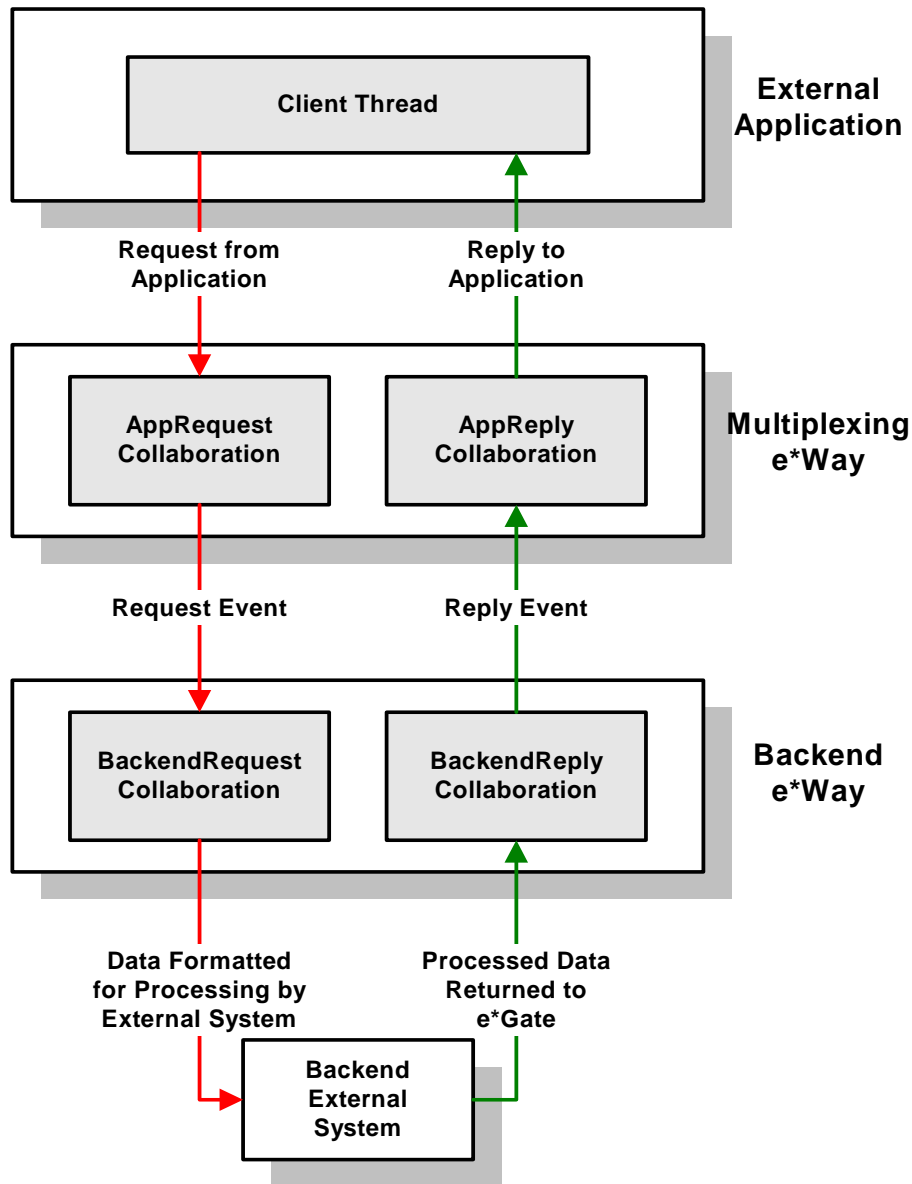 Client Thread
External
Application
Request from
Application
Reply to
Application
AppRequest
Collaboration
AppReply
Collaboration
Multiplexing
e*Way
Request Event
Reply Event
BackendRequest
Collaboration
BackendReply
Collaboration
Backend
e*Way
Data Formatted
for Processing by
External System
Processed Data
Returned to
e*Gate
Backend
External
System